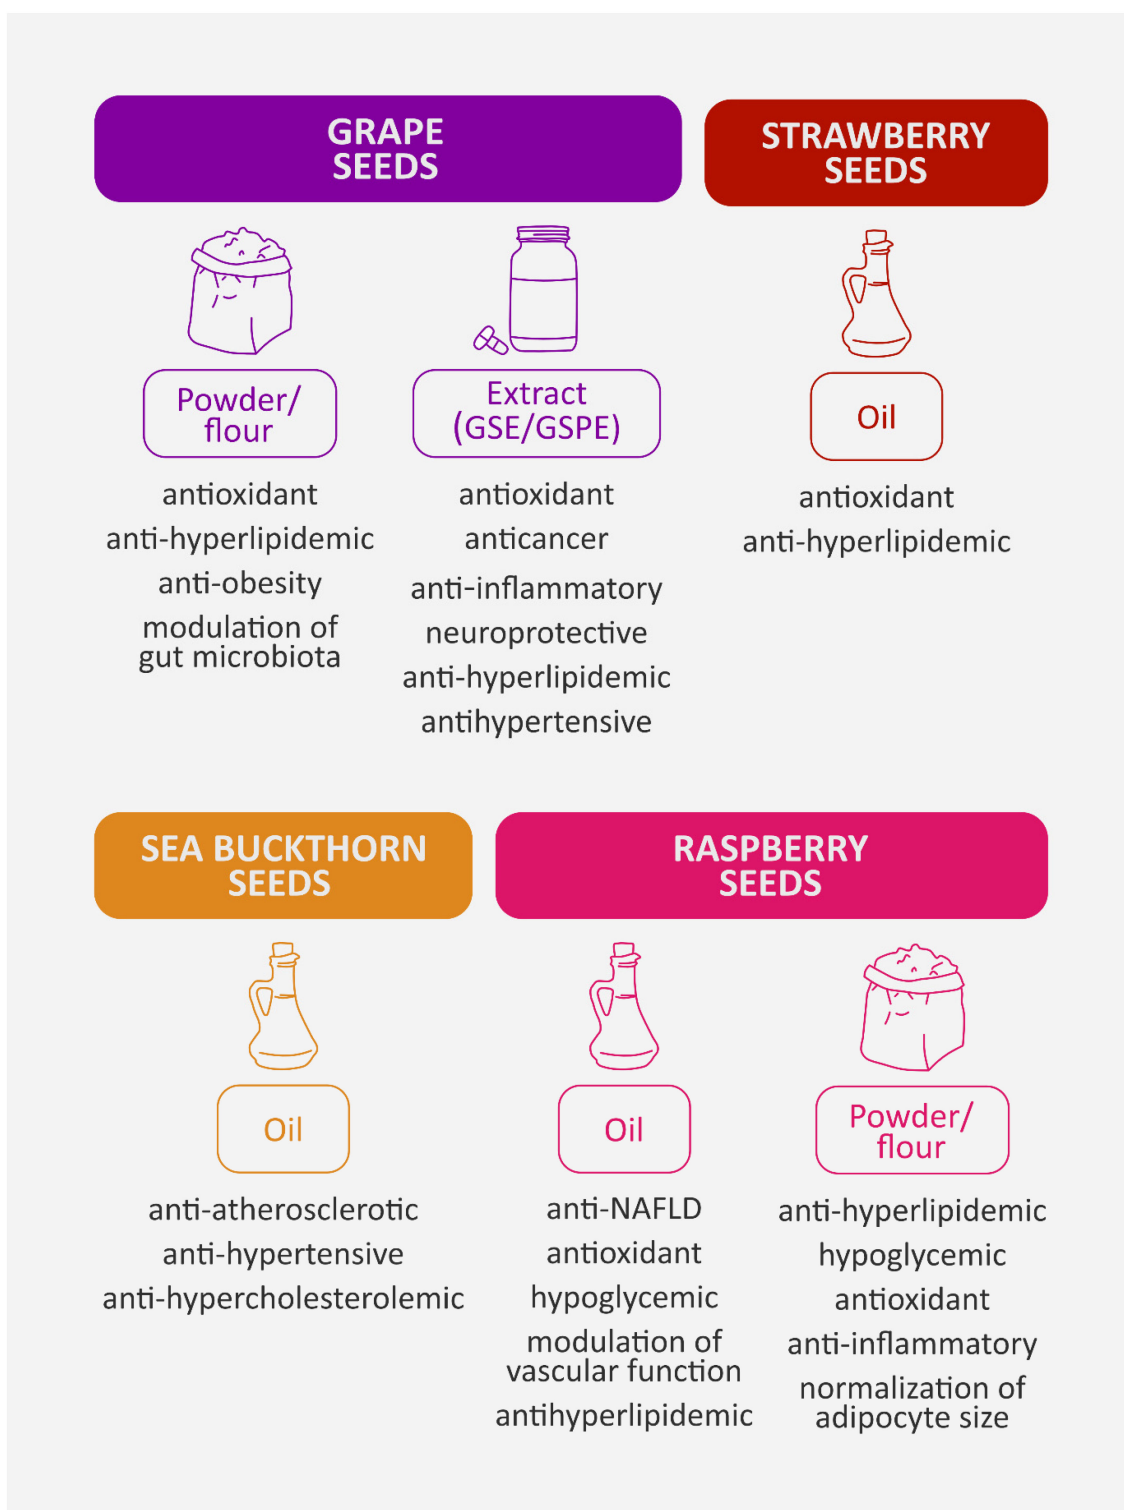 GRAPE
SEEDS
Powder/
flour
antioxidant
anti-hyperlipidemic
anti-obesity
modulation of
gut microbiota
Extract
(GSE/GSPE)
antioxidant
anticancer
anti-inflammatory
neuroprotective
anti-hyperlipidemic
antihypertensive
STRAWBERRY
SEEDS
Oil
antioxidant
anti-hyperlipidemic
SEA BUCKTHORN
SEEDS
Oil
anti-atherosclerotic
anti-hypertensive
anti-hypercholesterolemic
RASPBERRY
SEEDS
Oil
anti-NAFLD
antioxidant
hypoglycemic
modulation of
vascular function
antihyperlipidemic
Powder/
flour
anti-hyperlipidemic
hypoglycemic
antioxidant
anti-inflammatory
normalization of
adipocyte size